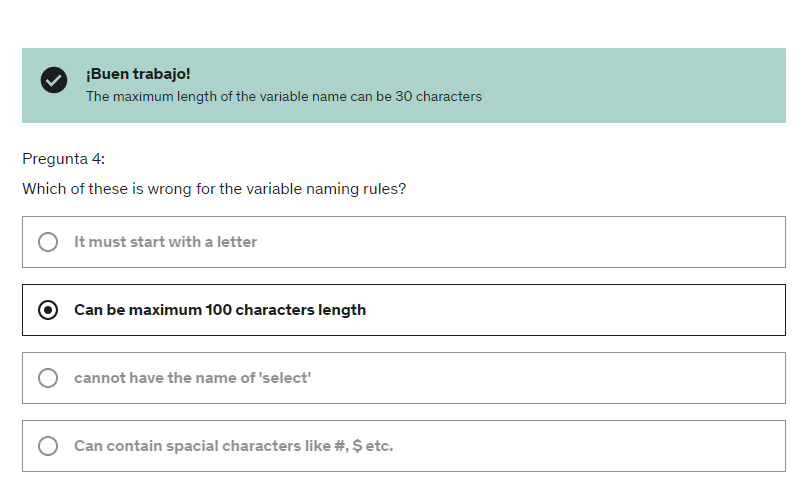 ¡Buen trabajo!
The maximum length of the variable name can be 30 characters
Pregunta 4:
Which of these is wrong for the variable naming rules?
It must start with a letter
Can be maximum 100 characters length
cannot have the name of 'select'
Can contain spacial characters like #, $ etc.